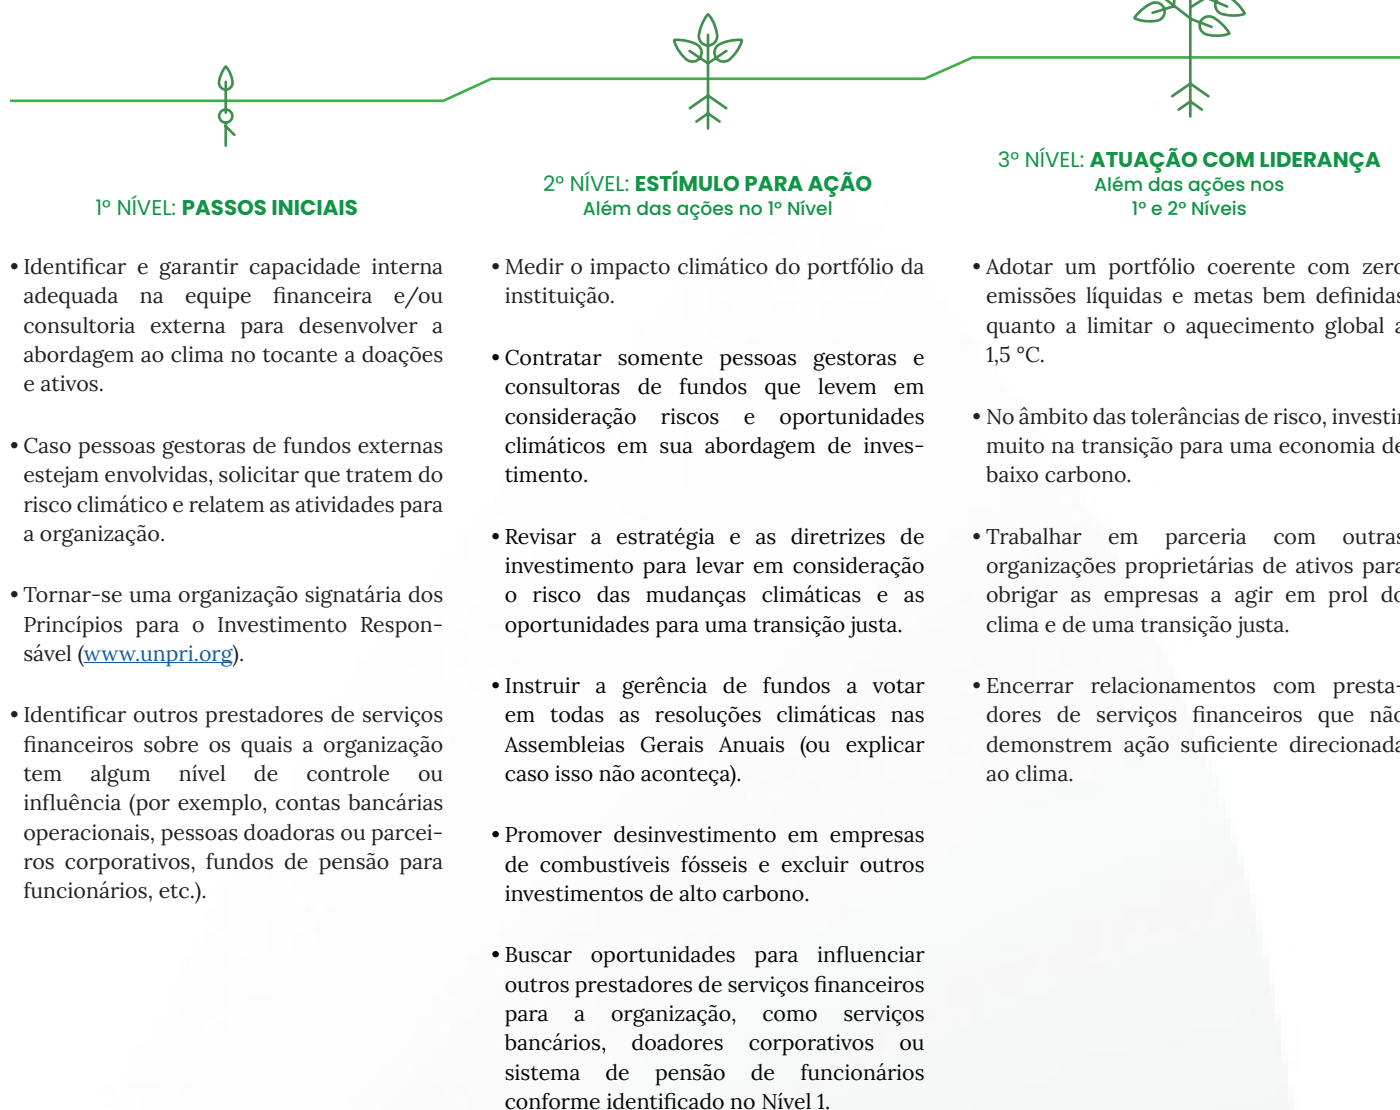 1º NÍVEL: PASSOS INICIAIS
• Identificar e garantir capacidade interna
adequada na equipe financeira e/ou
consultoria externa para desenvolver a
abordagem ao clima no tocante a doações
e ativos.
• Caso pessoas gestoras de fundos externas
estejam envolvidas, solicitar que tratem do
risco climático e relatem as atividades para
a organização.
• Tornar-se uma organização signatária dos
Princípios para o Investimento Respon-
sável (www.unpri.org).
• Identificar outros prestadores de serviços
financeiros sobre os quais a organização
tem algum nível de controle ou
influência (por exemplo, contas bancárias
operacionais, pessoas doadoras ou parcei-
ros corporativos, fundos de pensão para
funcionários, etc.).
2º NÍVEL: ESTÍMULO PARA AÇÃO
Além das ações no 1º Nível
• Medir o impacto climático do portfólio da
instituição.
• Contratar somente pessoas gestoras e
consultoras de fundos que levem em
consideração riscos e oportunidades
climáticos em sua abordagem de inves-
timento.
• Revisar a estratégia e as diretrizes de
investimento para levar em consideração
o risco das mudanças climáticas e as
oportunidades para uma transição justa.
• Instruir a gerência de fundos a votar
em todas as resoluções climáticas nas
Assembleias Gerais Anuais (ou explicar
caso isso não aconteça).
• Promover desinvestimento em empresas
de combustíveis fósseis e excluir outros
investimentos de alto carbono.
• Buscar oportunidades para influenciar
outros prestadores de serviços financeiros
para a organização, como serviços
bancários, doadores corporativos ou
sistema de pensão de funcionários
conforme identificado no Nível 1.
3º NÍVEL: ATUAÇÃO COM LIDERANÇA
Além das ações nos
1º e 2º Níveis
• Adotar um portfólio coerente com zero
emissões líquidas e metas bem definidas
quanto a limitar o aquecimento global a
1,5 °C.
• No âmbito das tolerâncias de risco, investir
muito na transição para uma economia de
baixo carbono.
• Trabalhar em parceria com outras
organizações proprietárias de ativos para
obrigar as empresas a agir em prol do
clima e de uma transição justa.
• Encerrar relacionamentos com presta-
dores de serviços financeiros que não
demonstrem ação suficiente direcionada
ao clima.